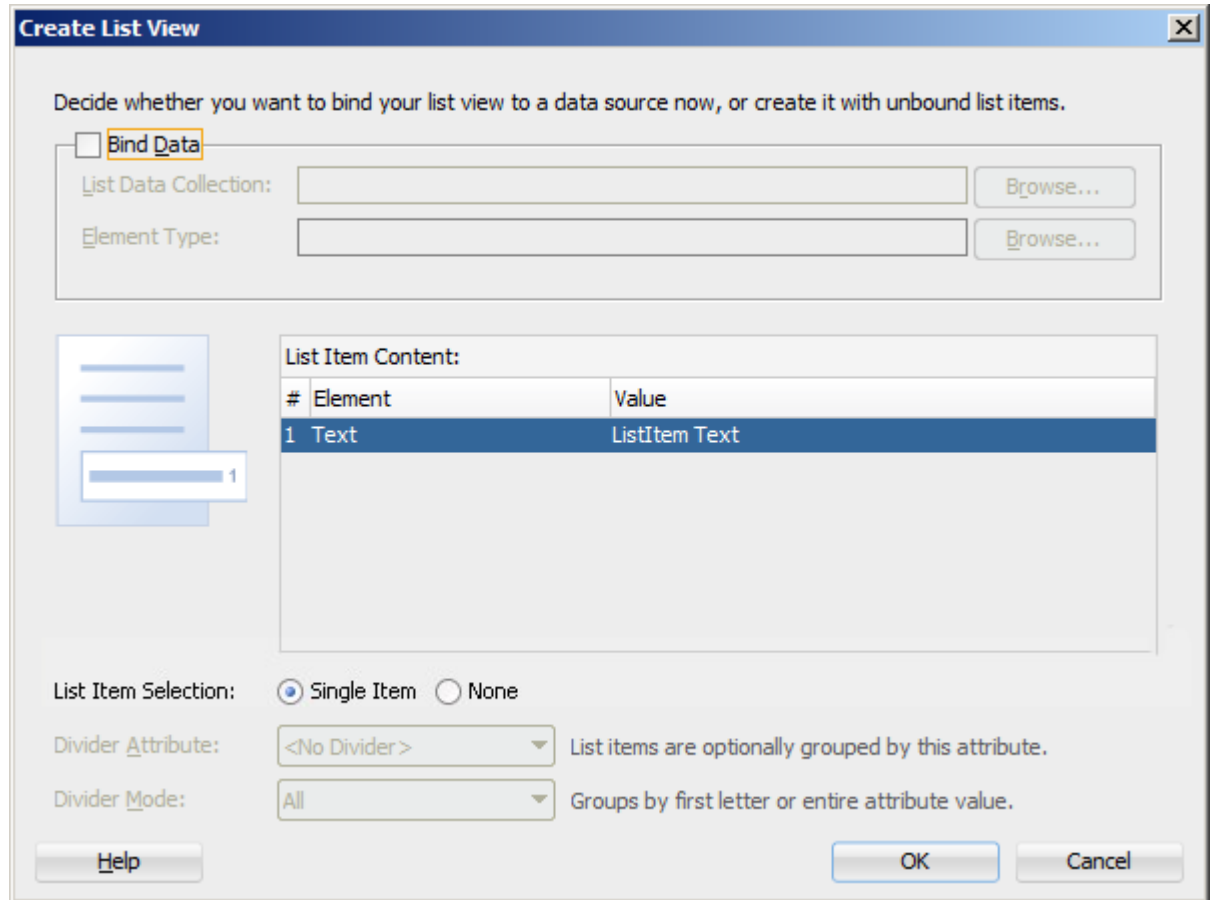 Create List View
Decide whether you want to bind your list view to a data source now, or create it with unbound list items.
Bind Data
List Data Collection: Browse...
Element Type: Browse...
List Item Content:
# Element Value
1 Text ListItem Text
1
List Item Selection: Single Item None
Divider Attribute: <No Divider> List items are optionally grouped by this attribute.
Divider Mode: All Groups by first letter or entire attribute value.
Help OK Cancel